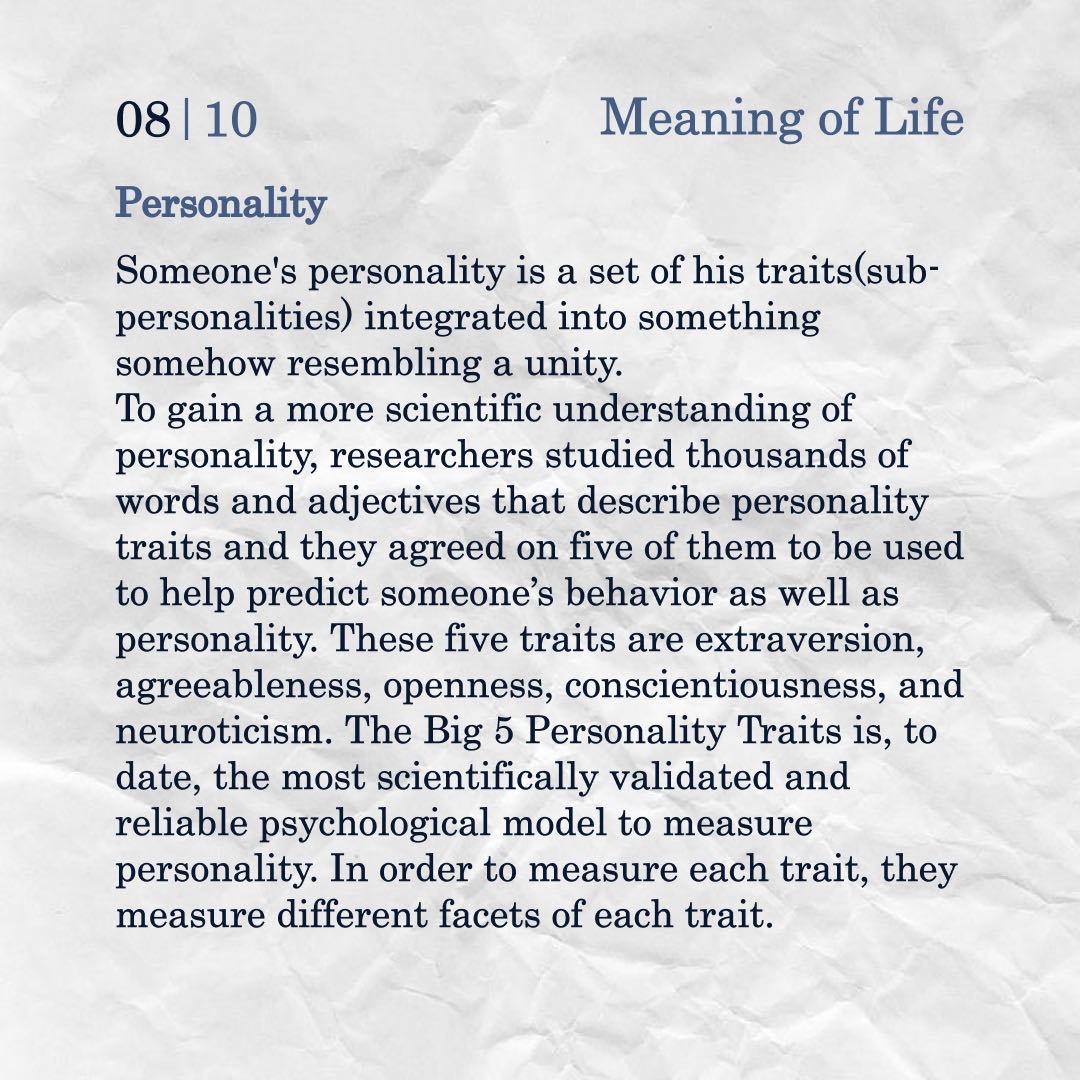 08 | 10
Meaning of Life
Personality
Someone's personality is a set of his traits(sub-
personalities) integrated into something
somehow resembling a unity.
To gain a more scientific understanding of
personality, researchers studied thousands of
words and adjectives that describe personality
traits and they agreed on five of them to be used
to help predict someone’s behavior as well as
personality. These five traits are extraversion,
agreeableness, openness, conscientiousness, and
neuroticism. The Big 5 Personality Traits is, to
date, the most scientifically validated and
reliable psychological model to measure
personality. In order to measure each trait, they
measure different facets of each trait.